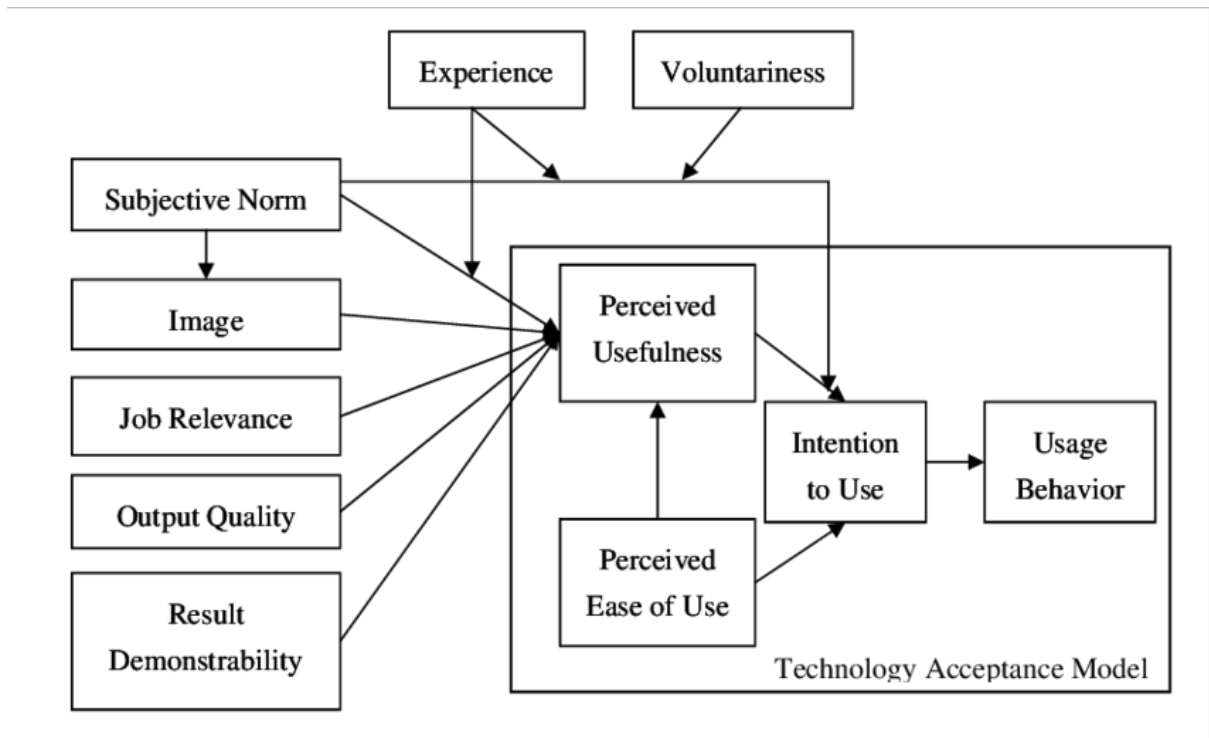 Experience
Voluntariness
Subjective Norm
Image
Job Relevance
Output Quality
Result
Demonstrability
Perceived
Usefulness
Perceived
Ease of Use
Intention
to Use
Usage
Behavior
Technology Acceptance Model